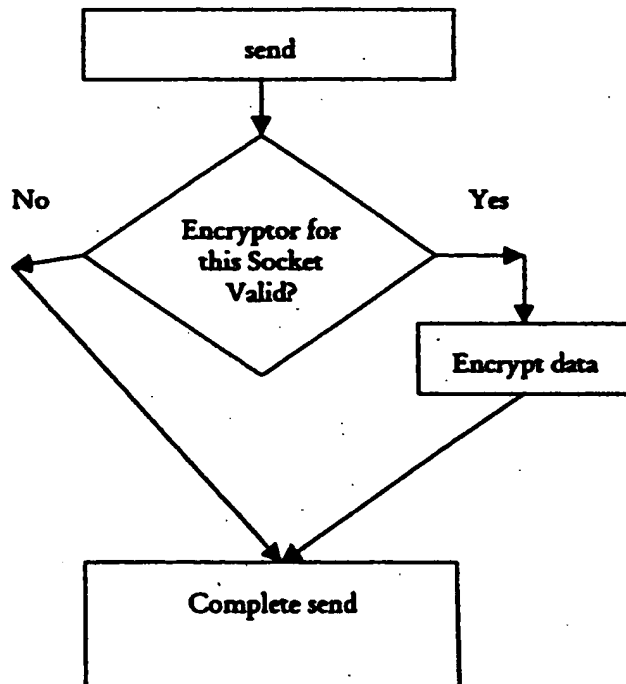 send
No
Yes
Encryptor for
this Socket
Valid?
Encrypt data
Complete send